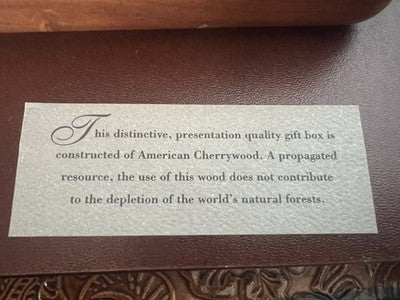 This distinctive, presentation quality gift box is
constructed of American Cherrywood. A propagated
resource, the use of this wood does not contribute
to the depletion of the world's natural forests.